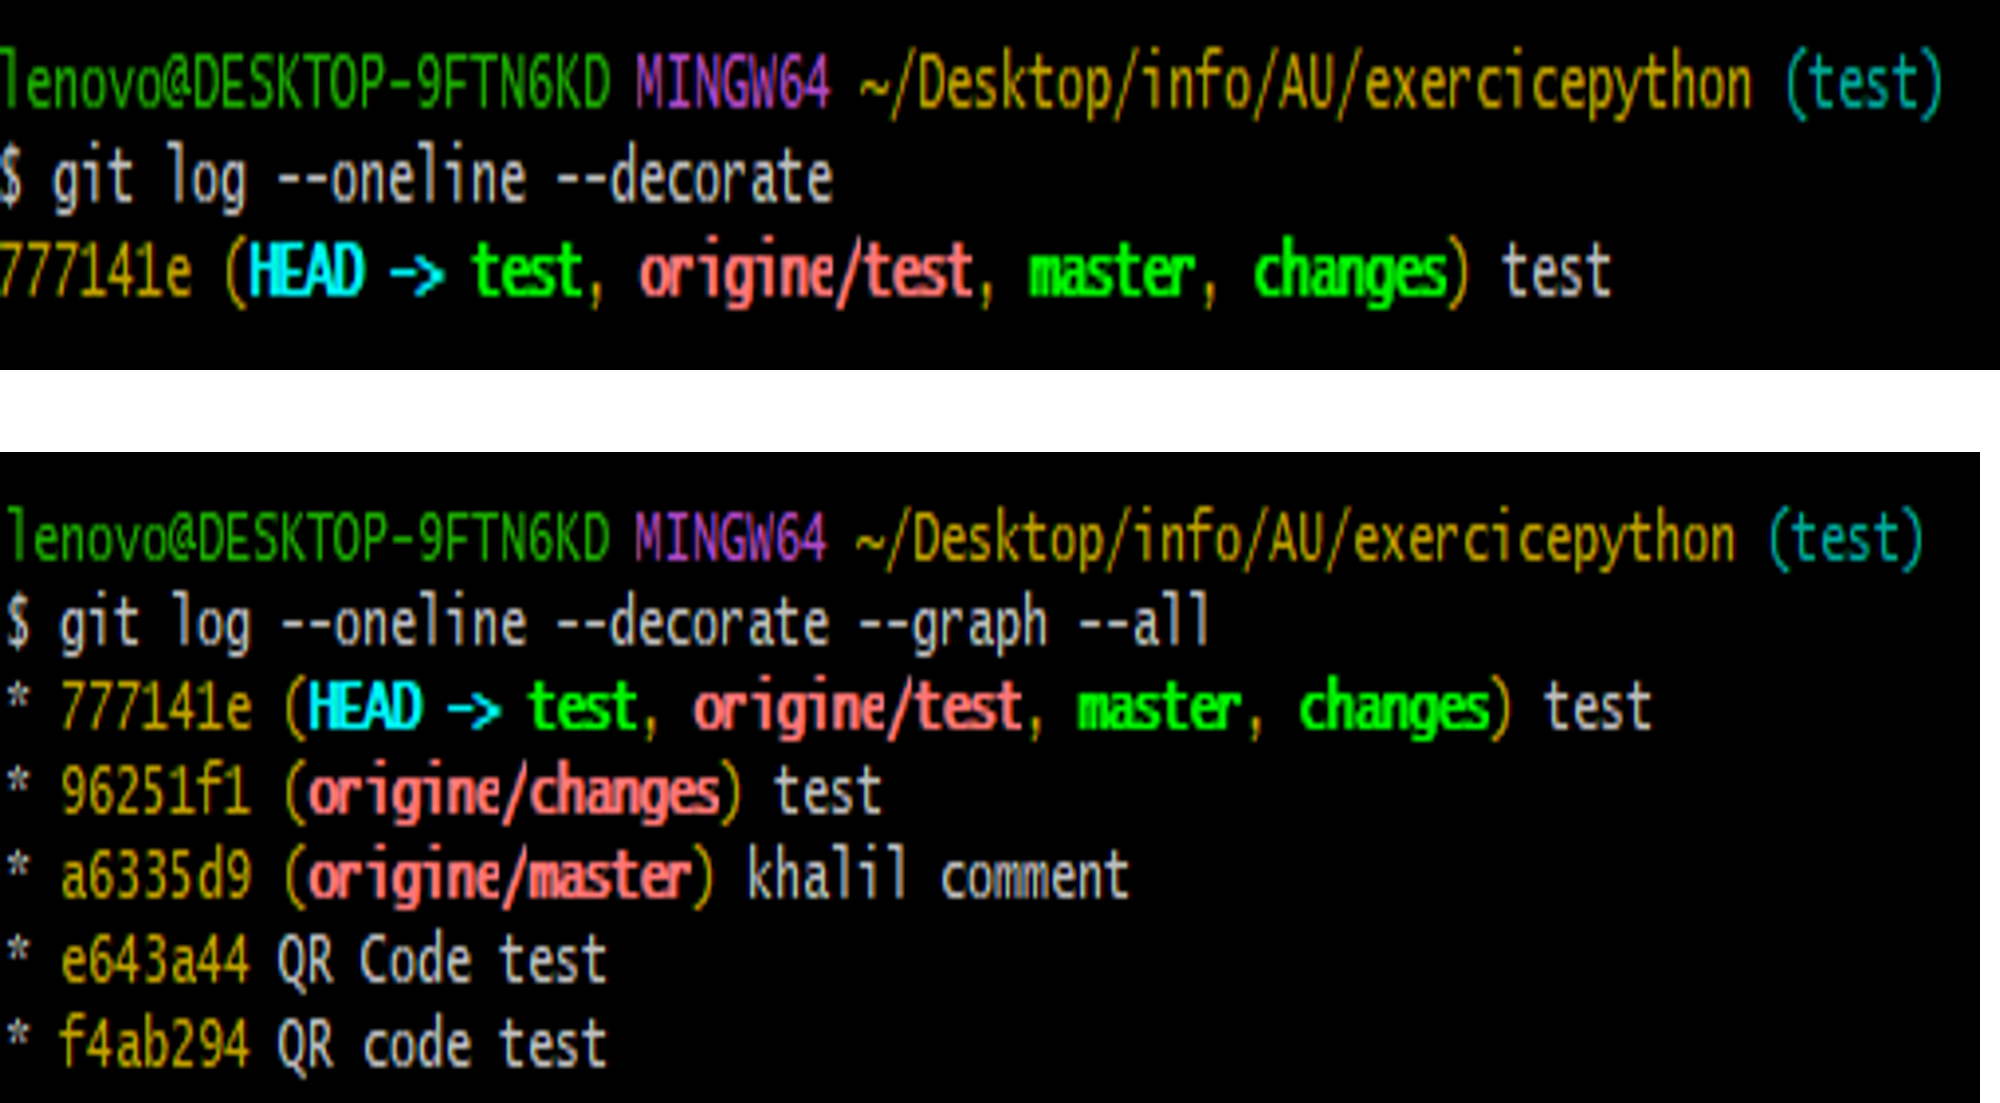 lenovo@DESKTOP-9FTN6KD MINGW64 ~/Desktop/info/AU/exercicepython (test)
$ git log --oneline --decorate
777141e (HEAD -> test, origine/test, master, changes) test
lenovo@DESKTOP-9FTN6KD MINGW64 ~/Desktop/info/AU/exercicepython (test)
$ git log --oneline --decorate --graph --all
* 777141e (HEAD -> test, origine/test, master, changes) test
* 96251f1 (origine/changes) test
* a6335d9 (origine/master) khalil comment
* e643a44 QR Code test
* f4ab294 QR code test